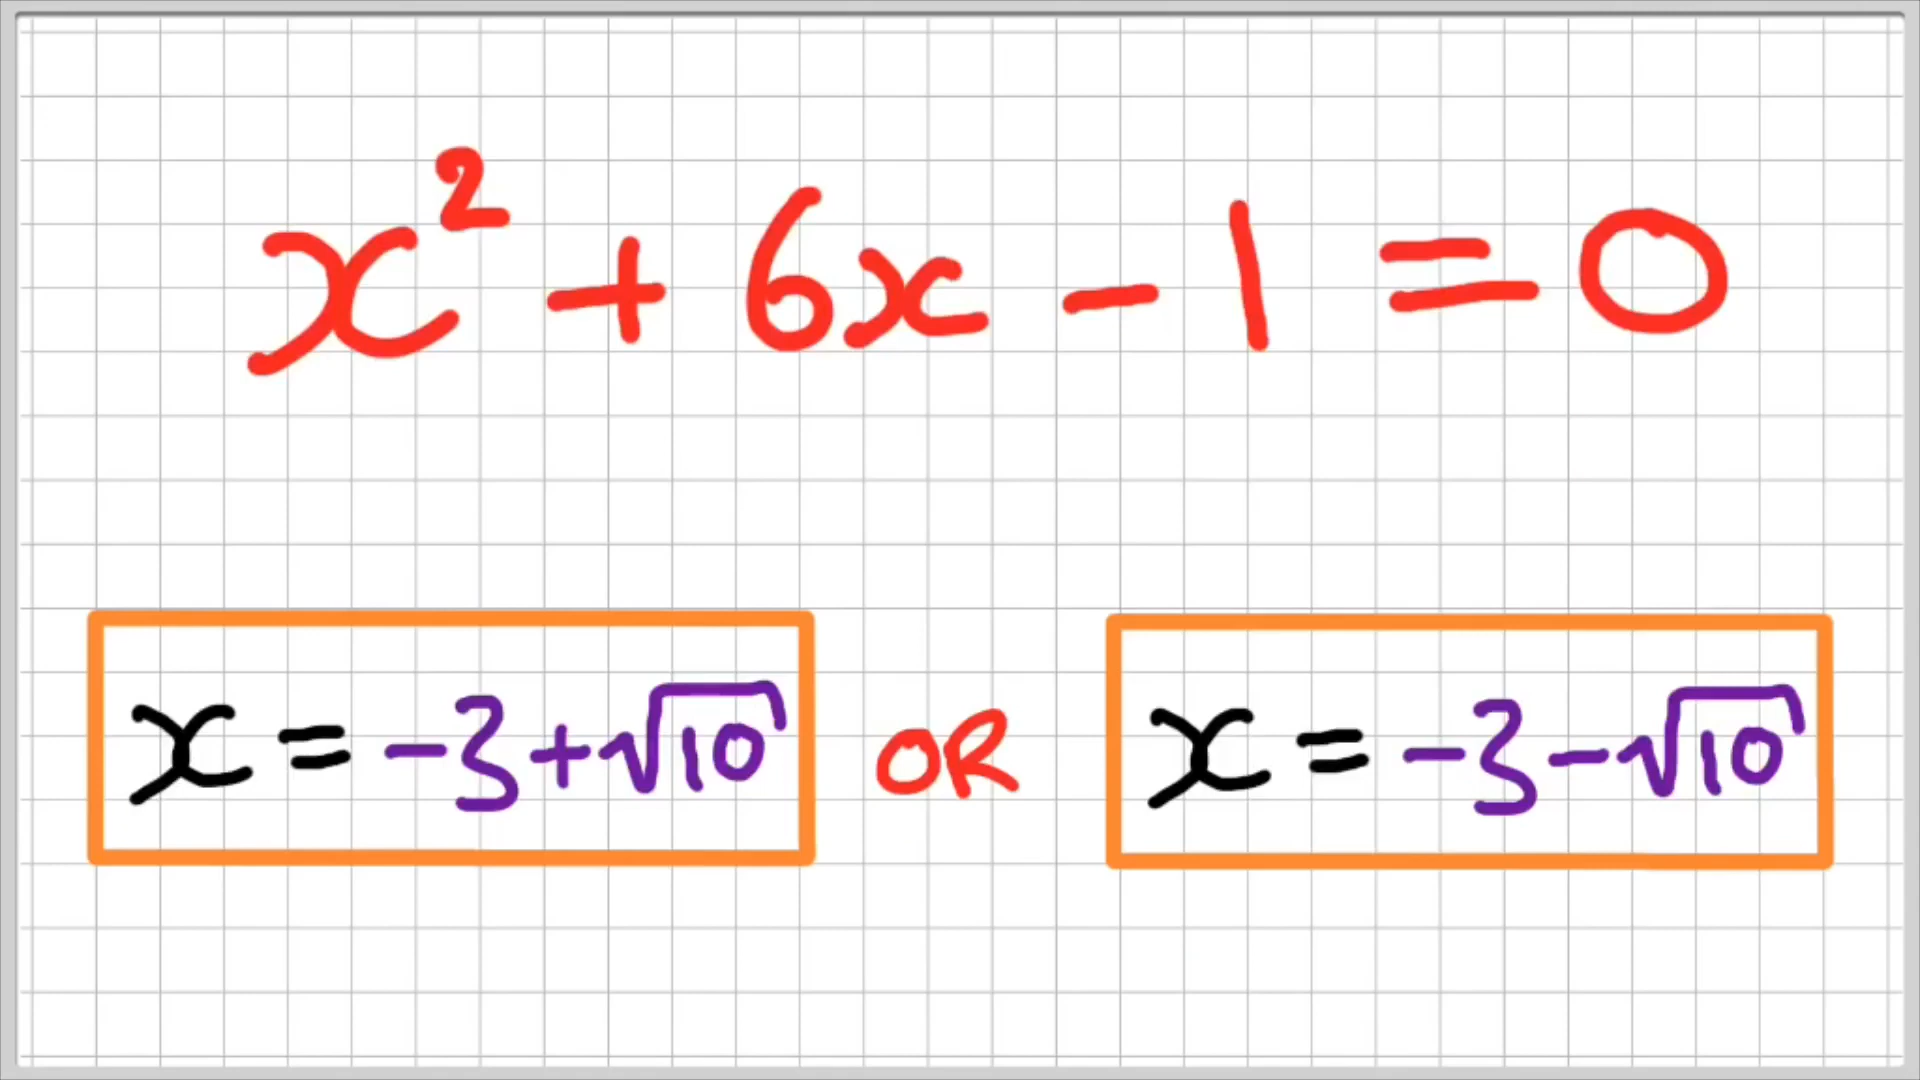 x² + 6x - 1 = 0
x = -3+√10 OR x = -3-√10